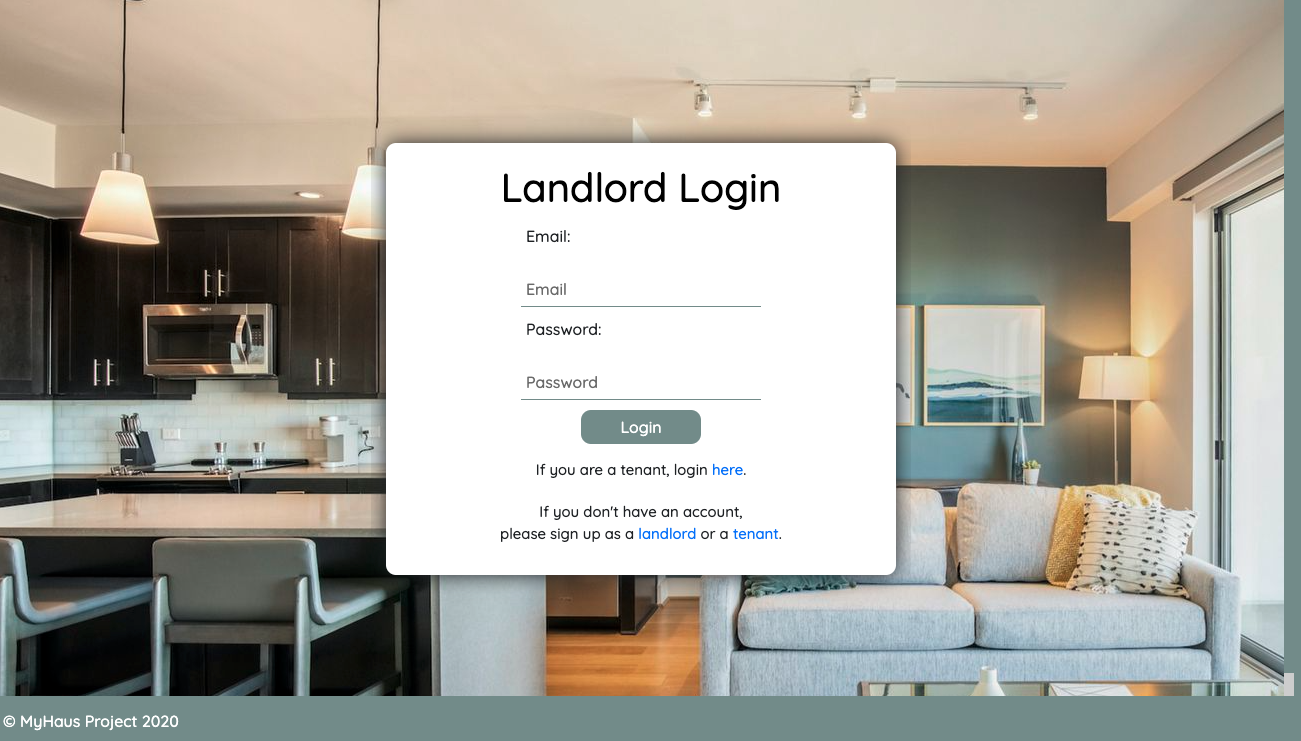 Landlord Login
Email:
Email
Password:
Password
Login
If you are a tenant, login here.
If you don't have an account,
please sign up as a landlord or a tenant.
© MyHaus Project 2020